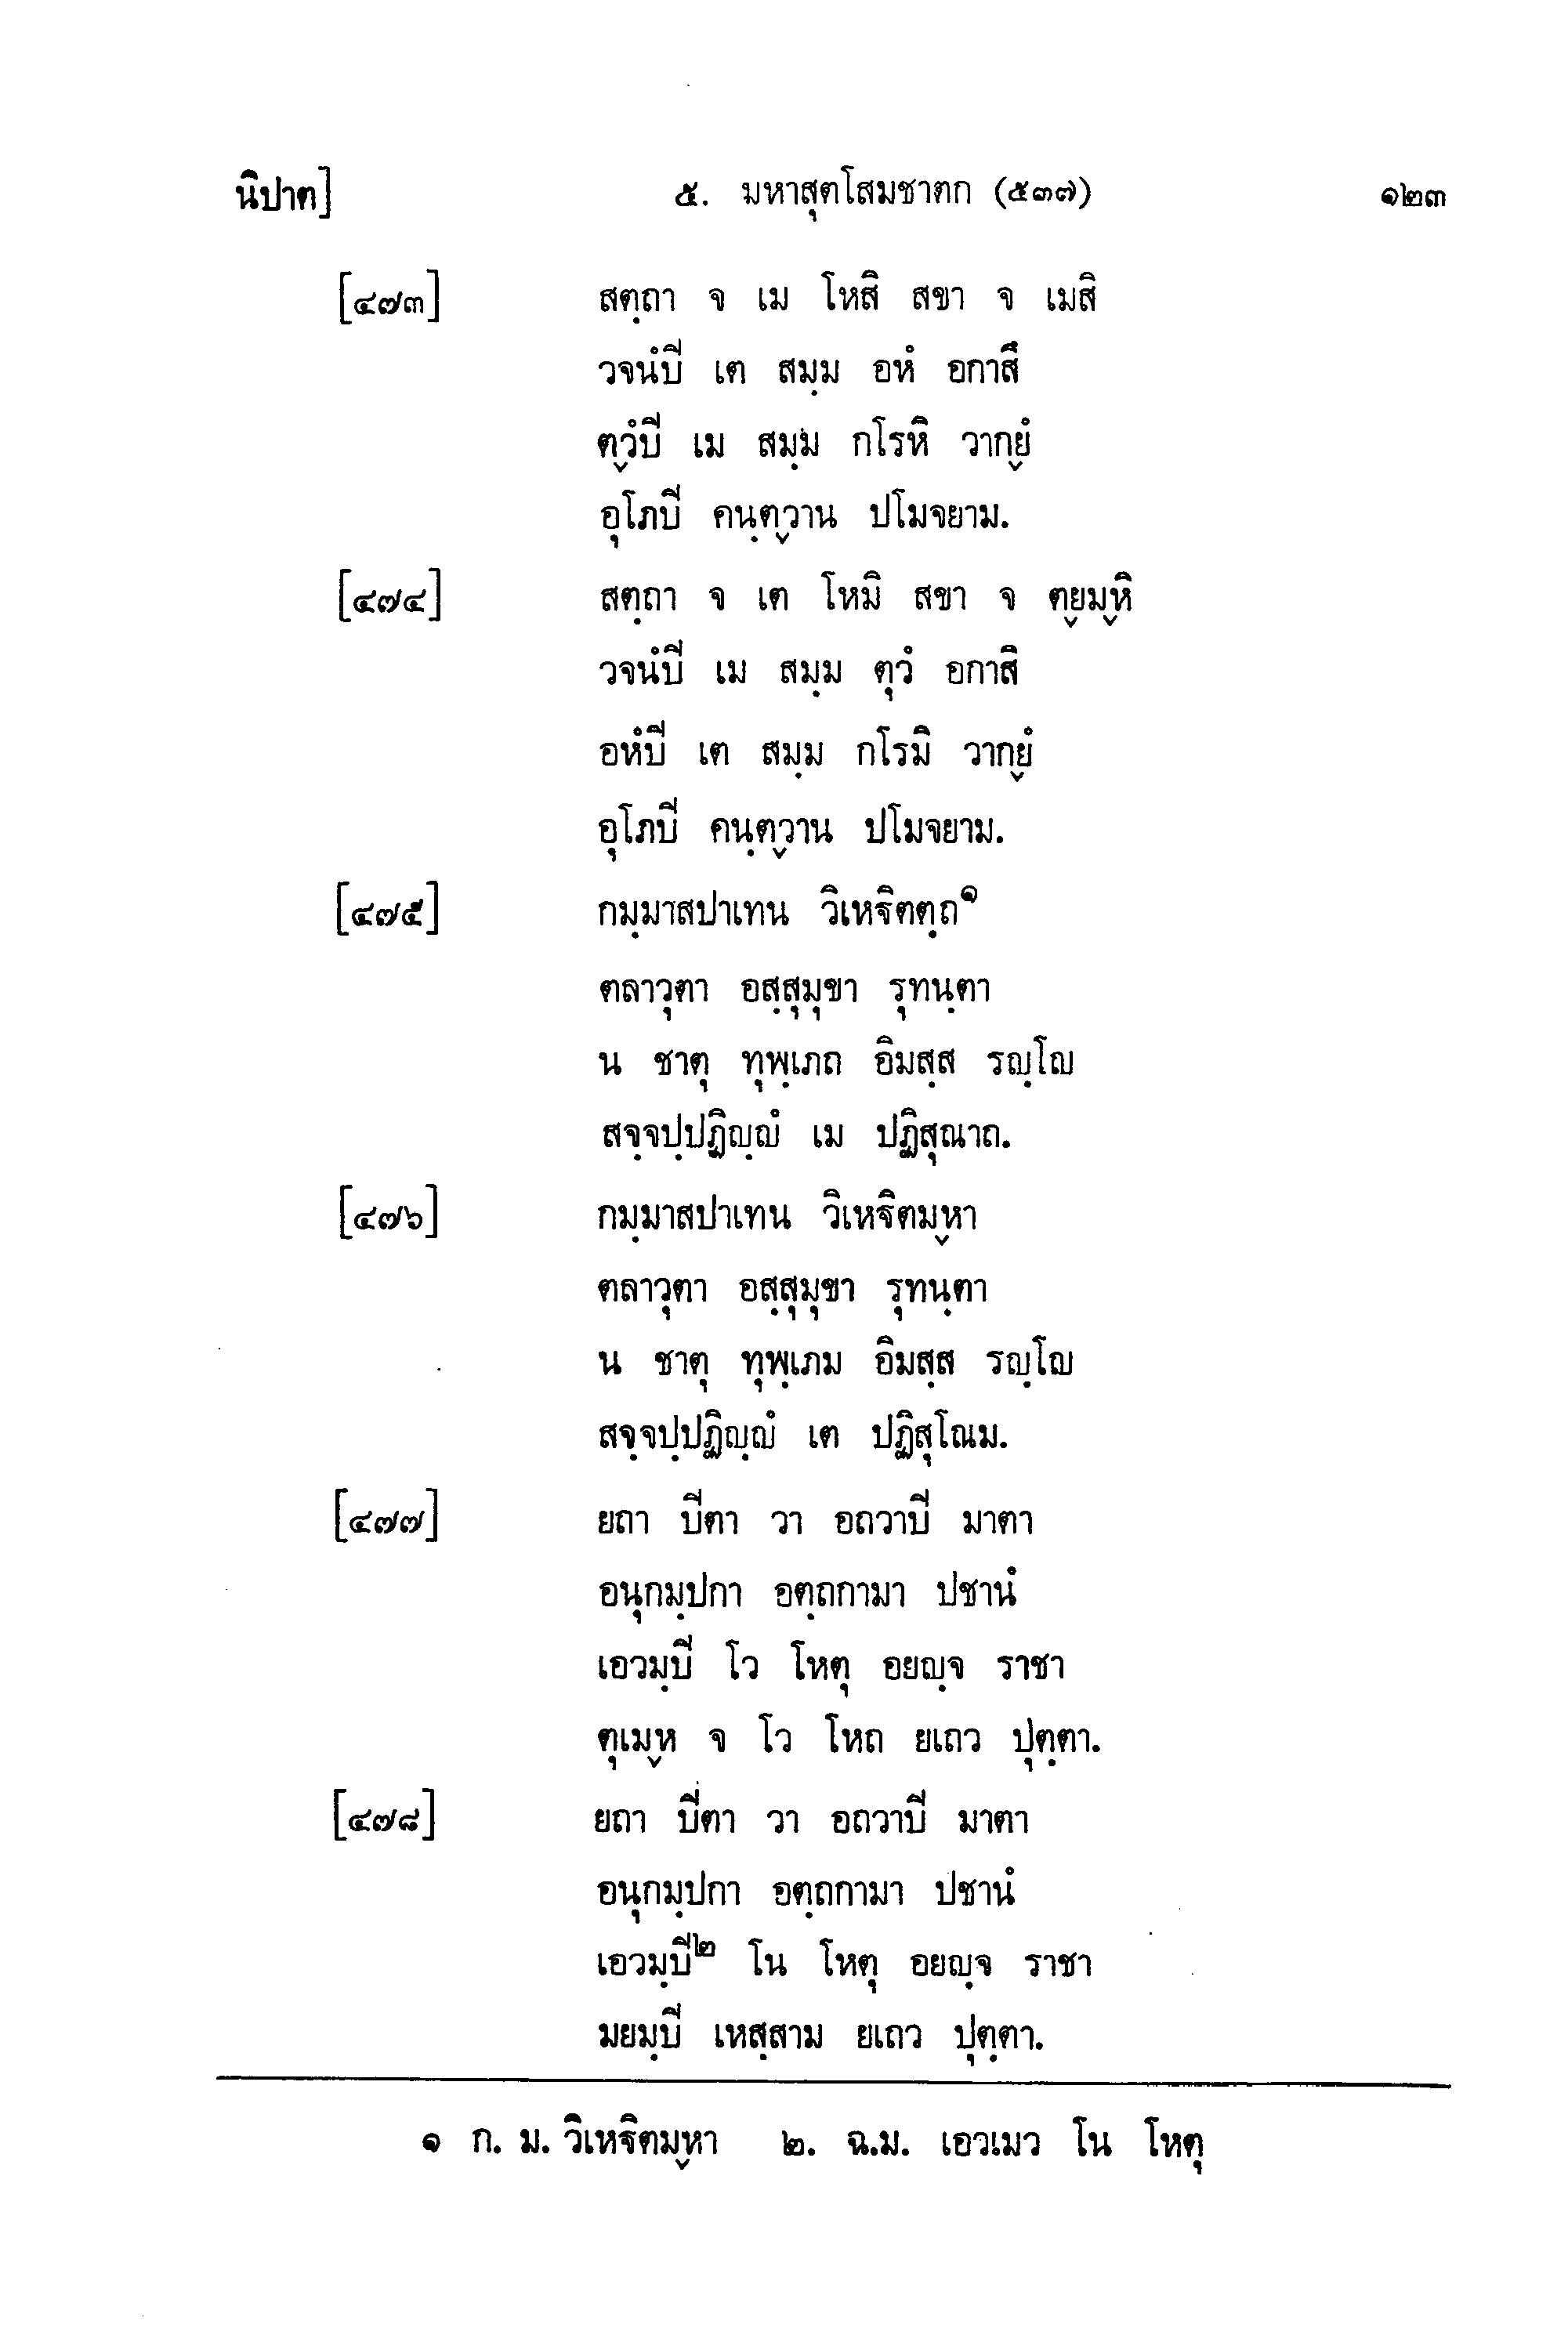 นิปาต] ๕. มหาสุตโสมชาตก (๕๓๗) ๑๒๓
[๔๗๓] สตฺถา จ เม โหสิ สขา จ เมสิ
วจนํปิ เต สมฺม อหํ อกาสึ
ตฺวํปิ เม สมฺม กโรหิ วากฺยํ
อุโภปิ คนฺตฺวาน ปโมจยาม.
[๔๗๔] สตฺถา จ เต โหมิ สขา จ ตฺยมฺหิ
วจนํปิ เม สมฺม ตุวํ อกาสิ
อหํปิ เต สมฺม กโรมิ วากฺยํ
อุโภปิ คนฺตฺวาน ปโมจยาม.
[๔๗๕] กมฺมาสปาเทน วิเหฐิตตฺถ๑
ตลาวุตา อสฺสุมุขา รุทนฺตา
น ชาตุ ทุพฺเภถ อิมสฺส รญฺโญ
สจฺจปฺปฏิญฺญํ เม ปฏิสุณาถ.
[๔๗๖] กมฺมาสปาเทน วิเหฐิตมฺหา
ตลาวุตา อสฺสุมุขา รุทนฺตา
น ชาตุ ทุพฺเภม อิมสฺส รญฺโญ
สจฺจปฺปฏิญฺญํ เต ปฏิสุโณม.
[๔๗๗] ยถา ปิตา วา อถวาปิ มาตา
อนุกมฺปกา อตฺถกามา ปชานํ
เอวมฺปิ โว โหตุ อยญฺจ ราชา
ตุเมฺห จ โว โหถ ยเถว ปุตฺตา.
[๔๗๘] ยถา ปิตา วา อถวาปิ มาตา
อนุกมฺปกา อตฺถกามา ปชานํ
เอวมฺปิ๒ โน โหตุ อยญฺจ ราชา
มยมฺปิ เหสฺสาม ยเถว ปุตฺตา.
๑ ก. ม. วิเหฐิตมฺหา ๒. ฉ.ม. เอวเมว โน โหตุ